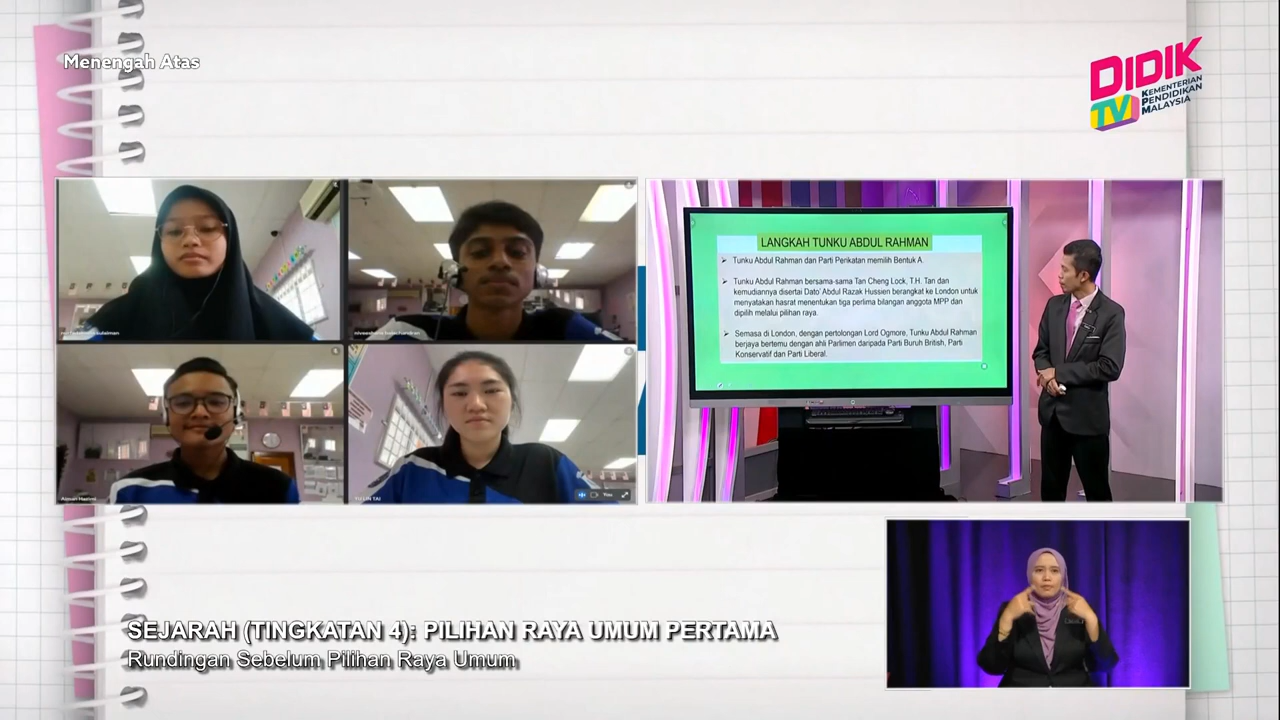 Menengah Atas
DIDIK
TV
KEMENTERIAN
PENDIDIKAN
MALAYSIA
LANGKAH TUNKU ABDUL RAHMAN
Tunku Abdul Rahman dan Parti Perikatan memilih Bentuk A.
Tunku Abdul Rahman bersama-sama Tan Cheng Lock, T.H. Tan dan
kemudiannya disertai Dato' Abdul Razak Hussien berangkat ke London untuk
menyatakan hasrat menentukan tiga perlima bilangan anggota MPP dan
dipilih melalui pilihan raya.
Semasa di London, dengan pertolongan Lord Ogmore, Tunku Abdul Rahman
berjaya bertemu dengan ahli Parlimen daripada Parti Buruh British, Parti
Konservatif dan Parti Liberal.
YU LIN TAI
You
SEJARAH (TINGKATAN 4): PILIHAN RAYA UMUM PERTAMA
Rundingan Sebelum Pilihan Raya Umum